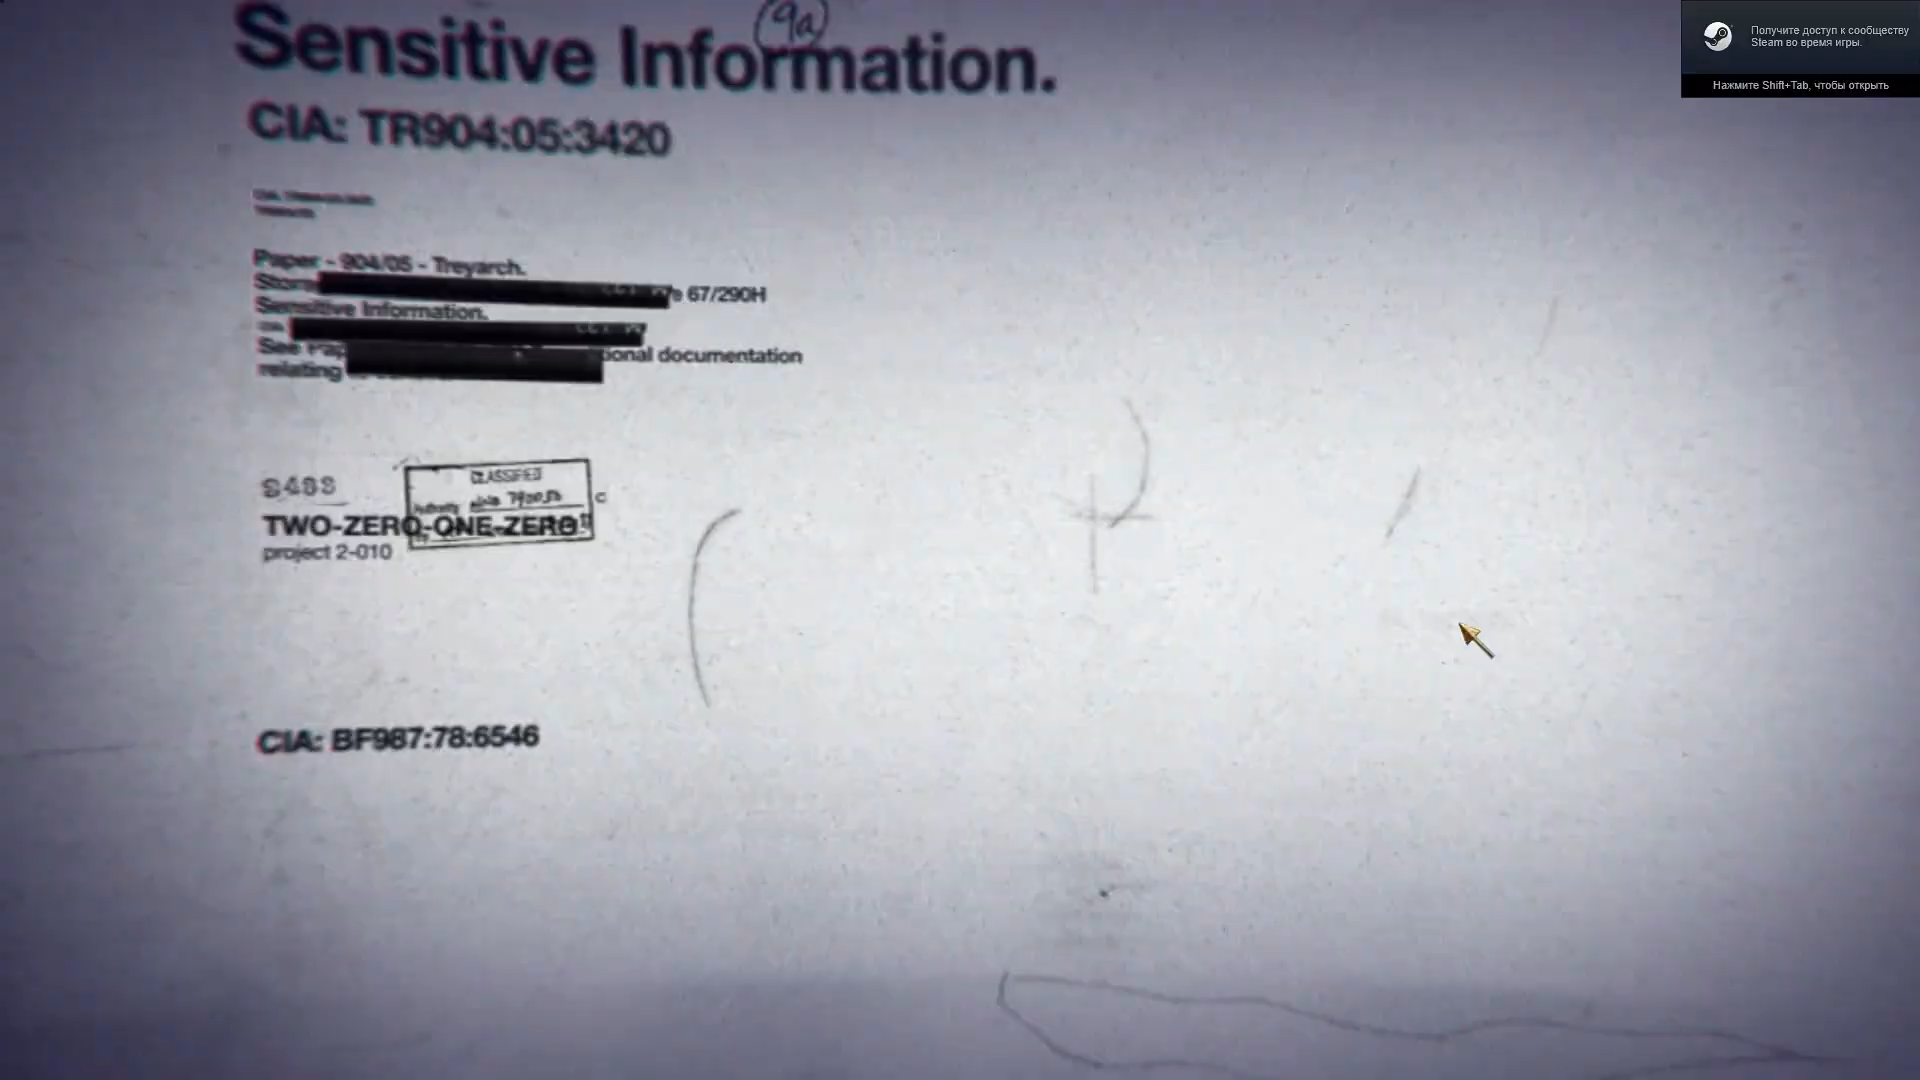 9a
Sensitive Information.
CIA: TR904:05:3420
Paper - 904/05 - Treyarch.
67/290H
Sensitive Information.
See ional documentation
relating
CLASSIFIED
Authority
C
TWO-ZERO-ONE-ZERO
project 2-010
CIA: BF987:78:6546
Получите доступ к сообществу
Steam во время игры.
Нажмите Shift+Tab, чтобы открыть